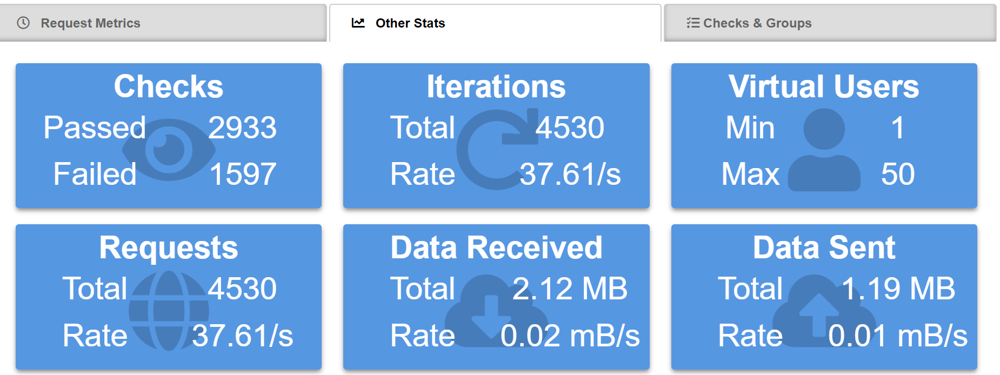 Request Metrics
Other Stats
Checks & Groups
Checks
Passed 2933
Failed 1597
Iterations
Total 4530
Rate 37.61/s
Virtual Users
Min 1
Max 50
Requests
Total 4530
Rate 37.61/s
Data Received
Total 2.12 MB
Rate 0.02 mB/s
Data Sent
Total 1.19 MB
Rate 0.01 mB/s